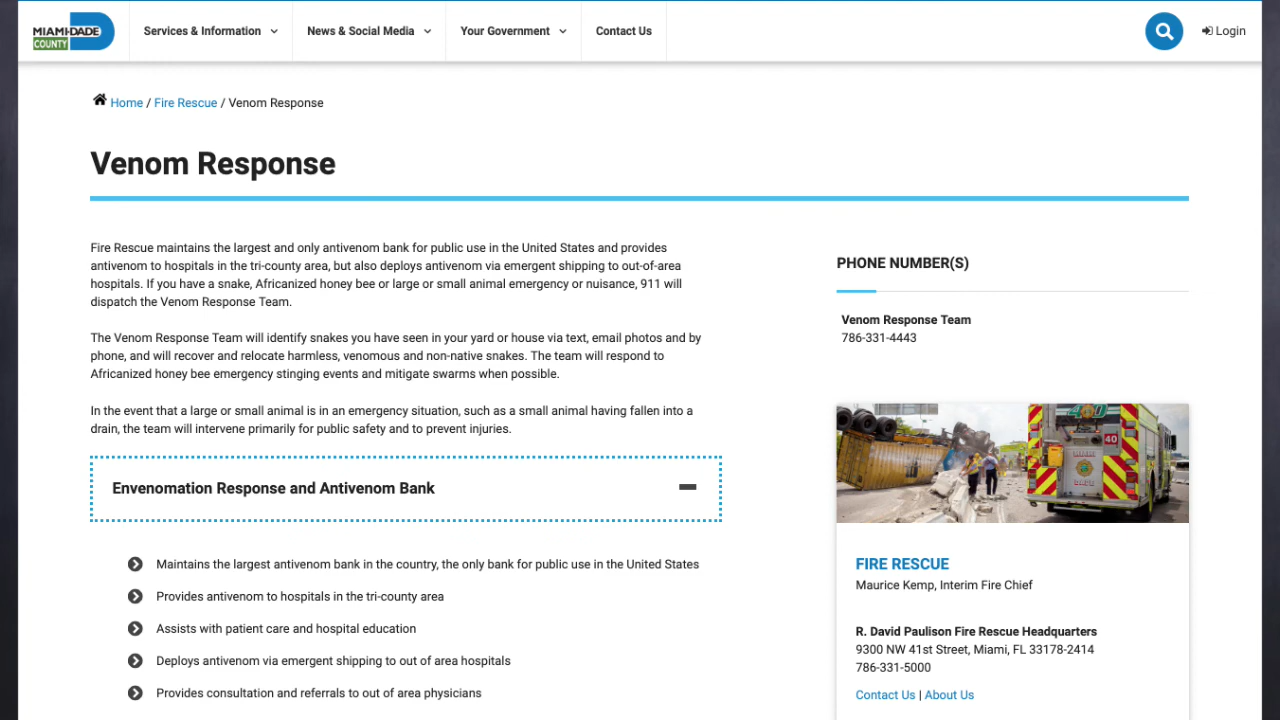 MIAMI-DADE
COUNTY
Services & Information
News & Social Media
Your Government
Contact Us
Login
Home / Fire Rescue / Venom Response
Venom Response
Fire Rescue maintains the largest and only antivenom bank for public use in the United States and provides
antivenom to hospitals in the tri-county area, but also deploys antivenom via emergent shipping to out-of-area
hospitals. If you have a snake, Africanized honey bee or large or small animal emergency or nuisance, 911 will
dispatch the Venom Response Team.
The Venom Response Team will identify snakes you have seen in your yard or house via text, email photos and by
phone, and will recover and relocate harmless, venomous and non-native snakes. The team will respond to
Africanized honey bee emergency stinging events and mitigate swarms when possible.
In the event that a large or small animal is in an emergency situation, such as a small animal having fallen into a
drain, the team will intervene primarily for public safety and to prevent injuries.
Envenomation Response and Antivenom Bank
Maintains the largest antivenom bank in the country, the only bank for public use in the United States
Provides antivenom to hospitals in the tri-county area
Assists with patient care and hospital education
Deploys antivenom via emergent shipping to out of area hospitals
Provides consultation and referrals to out of area physicians
PHONE NUMBER(S)
Venom Response Team
786-331-4443
40
FIRE RESCUE
Maurice Kemp, Interim Fire Chief
R. David Paulison Fire Rescue Headquarters
9300 NW 41st Street, Miami, FL 33178-2414
786-331-5000
Contact Us | About Us